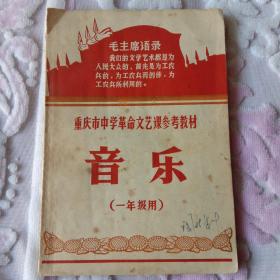 毛主席语录
我们的文学艺术都是为
人民大众的，首先是为工农
兵的，为工农兵而创作，为
工农兵所利用的。
重庆市中学革命文艺课参考教材
音乐
（一年级用）